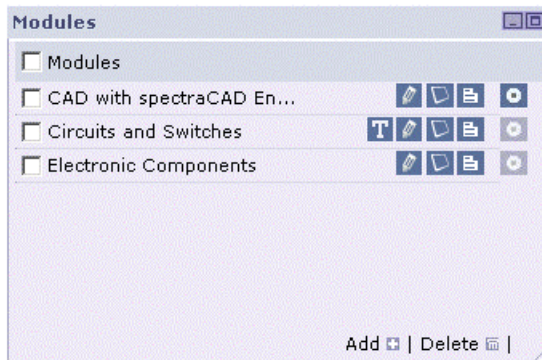 Modules
Modules
CAD with spectraCAD En...
Circuits and Switches T
Electronic Components
Add | Delete |